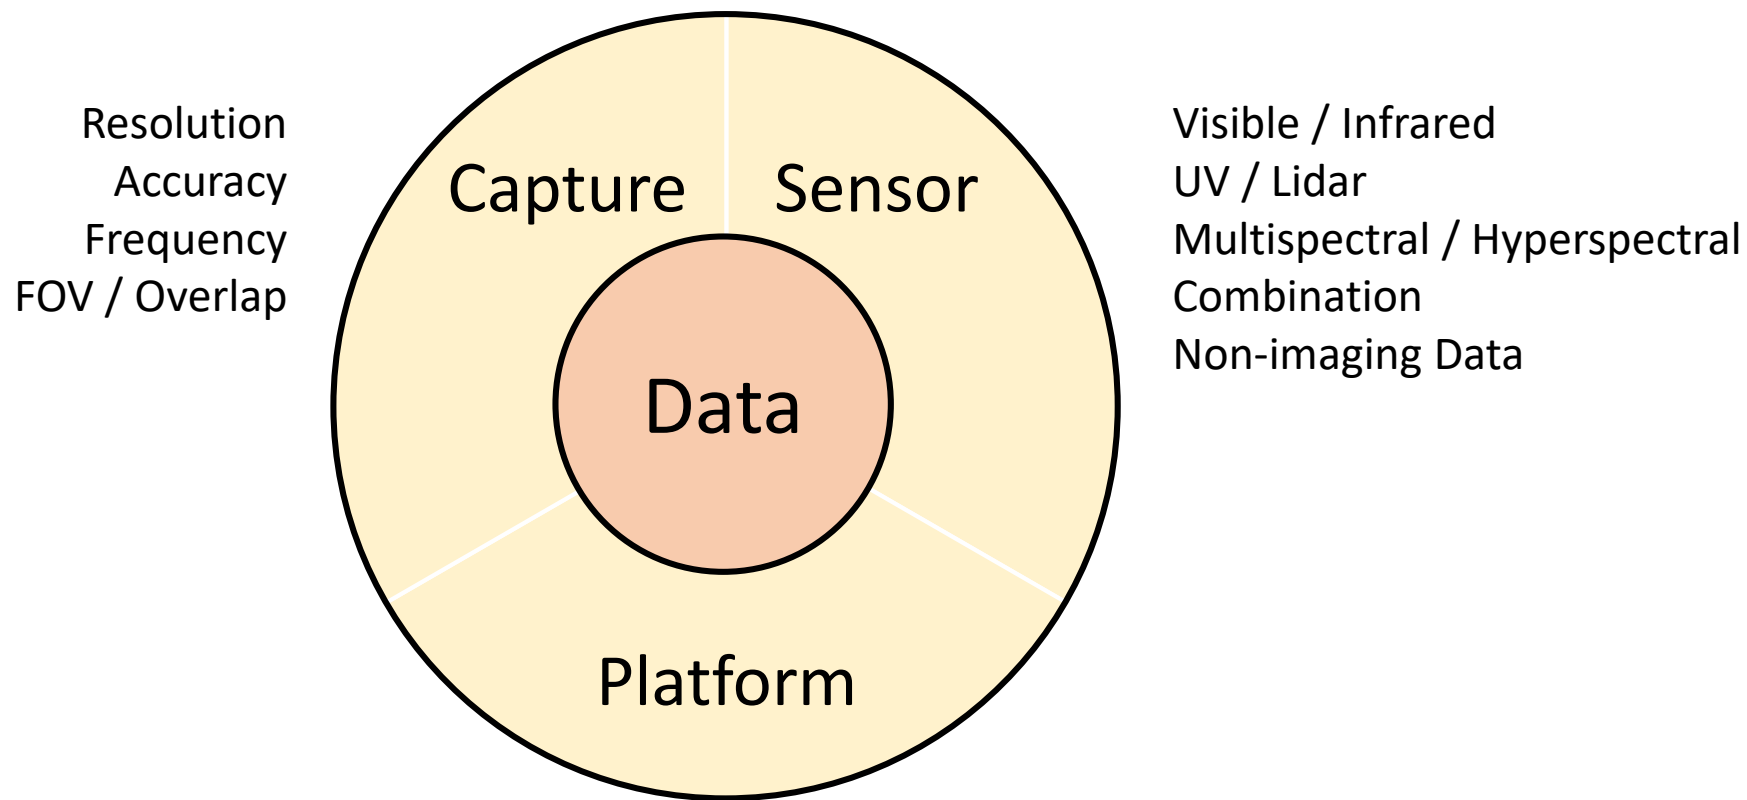 Resolution
Accuracy
Frequency
FOV / Overlap
Capture
Sensor
Data
Platform
Visible / Infrared
UV / Lidar
Multispectral / Hyperspectral
Combination
Non-imaging Data